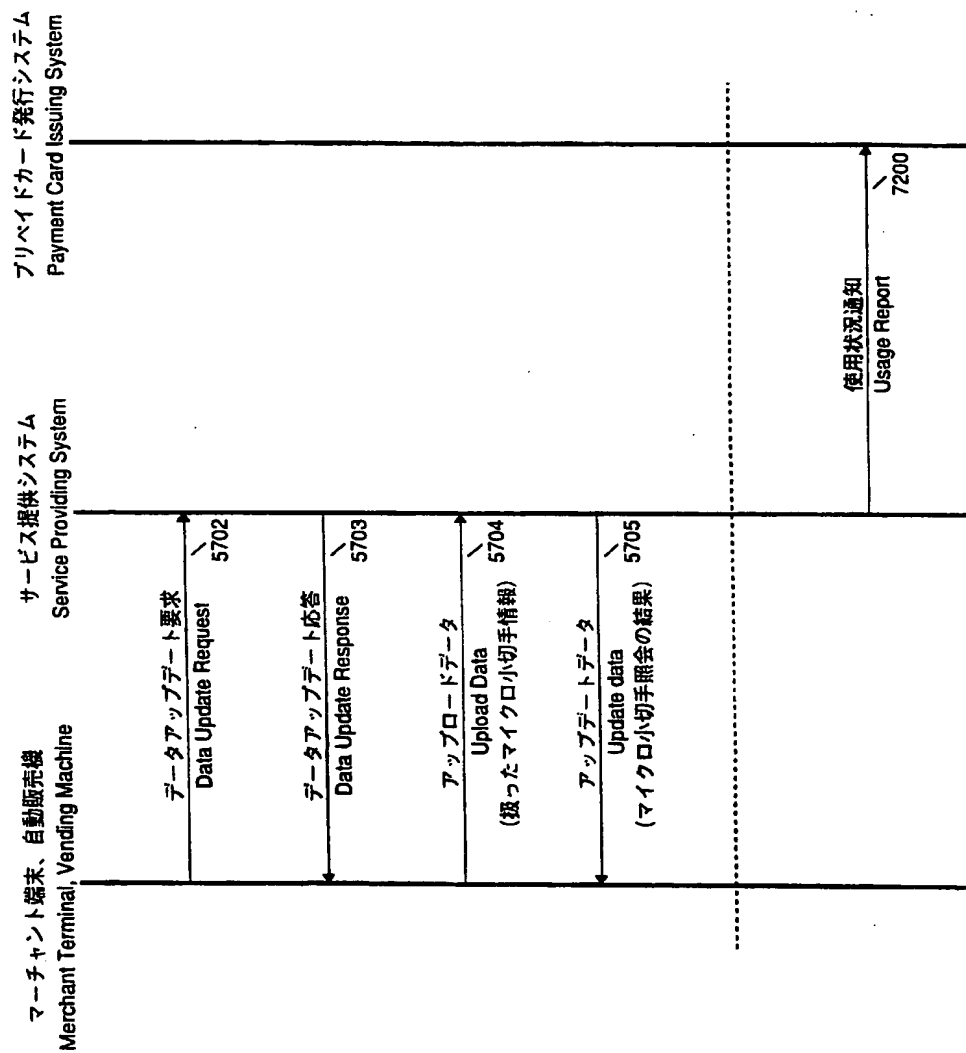 マーチャント端末、自動販売機
Merchant Terminal, Vending Machine
サービス提供システム
Service Providing System
プリペイドカード発行システム
Payment Card Issuing System
データアップデート要求
Data Update Request
5702
データアップデート応答
Data Update Response
5703
アップロードデータ
Upload Data
(扱ったマイクロ小切手情報)
5704
アップデートデータ
Update data
(マイクロ小切手照会の結果)
5705
使用状況通知
Usage Report
7200